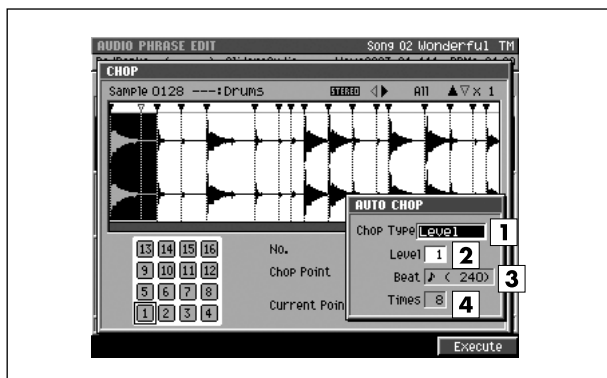 AUDIO PHRASE EDIT Song 02 Wonderful TM
CHOP
Sample 0128 ---:Drums STEREO All x 1
AUTO CHOP
Chop Type Level 1
Level 1 2
Beat ♪ ( 240) 3
Times 8 4
13 14 15 16
9 10 11 12
5 6 7 8
1 2 3 4
No.
Chop Point
Current Poin
Execute